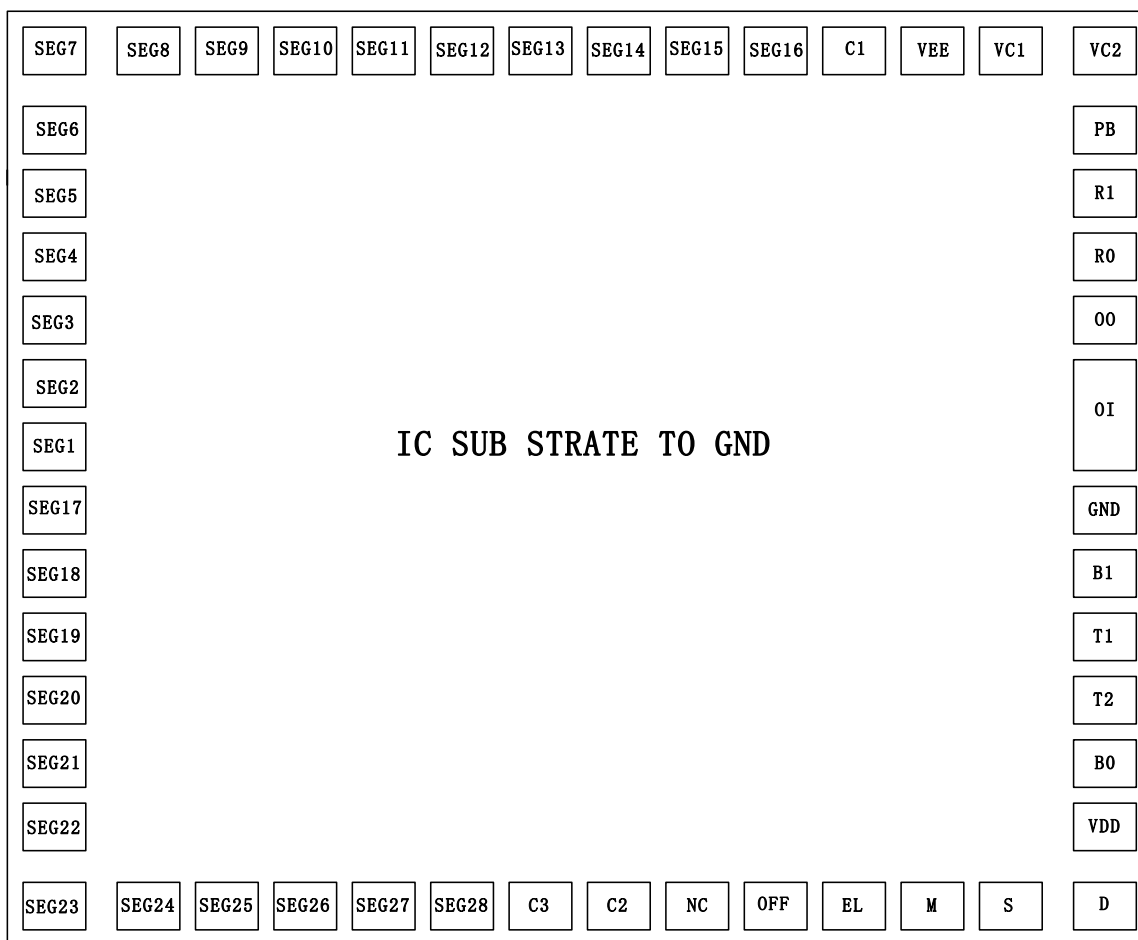 SEG7 SEG8 SEG9 SEG10 SEG11 SEG12 SEG13 SEG14 SEG15 SEG16 C1 VEE VC1 VC2
SEG6 PB
SEG5 R1
SEG4 R0
SEG3 OO
SEG2
OI
SEG1
IC SUB STRATE TO GND
SEG17 GND
SEG18 B1
SEG19 T1
SEG20 T2
SEG21 B0
SEG22 VDD
SEG23 SEG24 SEG25 SEG26 SEG27 SEG28 C3 C2 NC OFF EL M S D